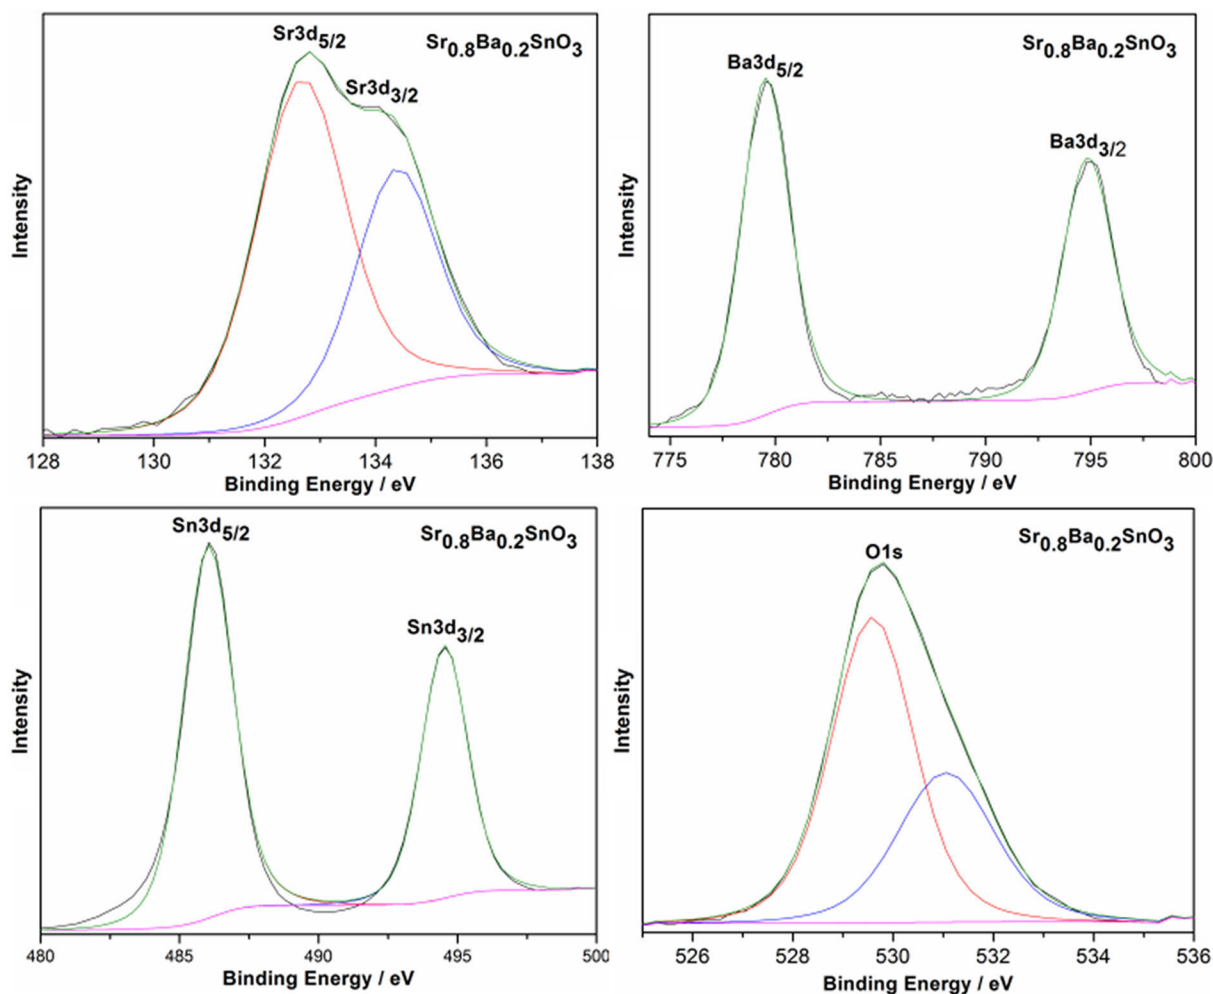 Sr3d5/2
Sr3d3/2
Sr0.8Ba0.2SnO3
Intensity
128 130 132 134 136 138
Binding Energy / eV
Ba3d5/2
Ba3d3/2
Sr0.8Ba0.2SnO3
Intensity
775 780 785 790 795 800
Binding Energy / eV
Sn3d5/2
Sn3d3/2
Sr0.8Ba0.2SnO3
Intensity
480 485 490 495 500
Binding Energy / eV
O1s
Sr0.8Ba0.2SnO3
Intensity
526 528 530 532 534 536
Binding Energy / eV